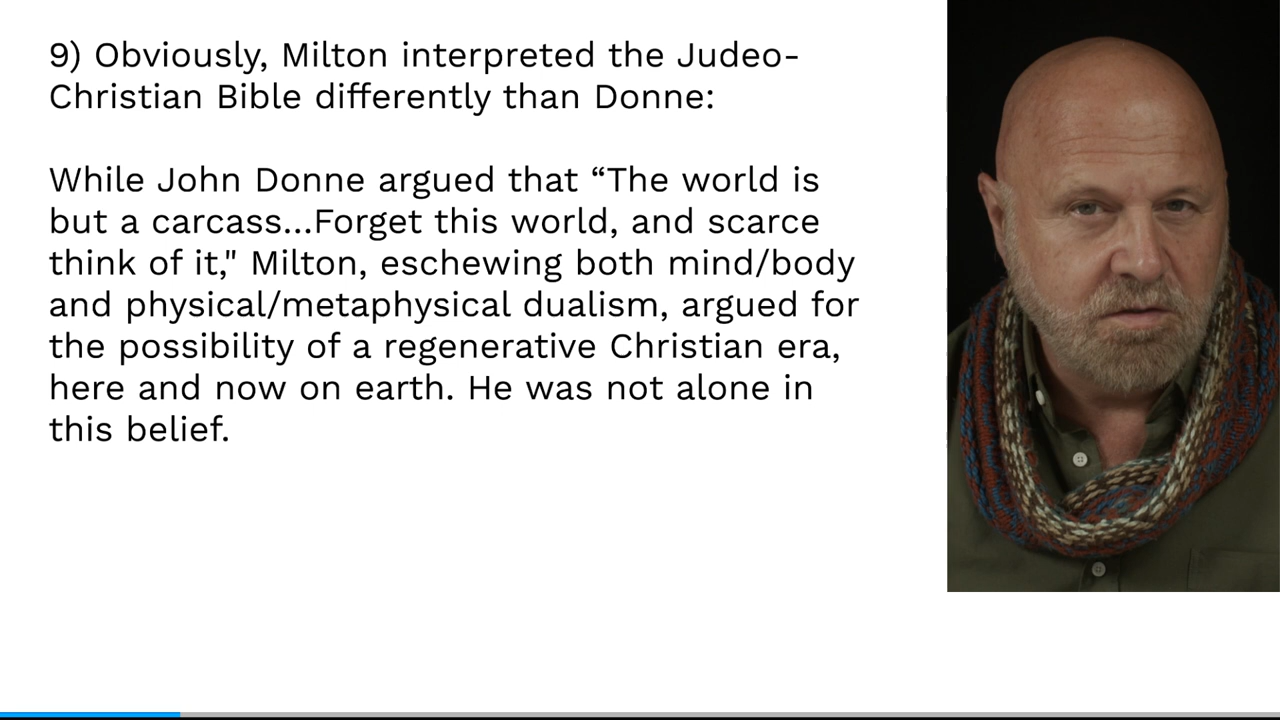 9) Obviously, Milton interpreted the Judeo-
Christian Bible differently than Donne:
While John Donne argued that “The world is
but a carcass...Forget this world, and scarce
think of it," Milton, eschewing both mind/body
and physical/metaphysical dualism, argued for
the possibility of a regenerative Christian era,
here and now on earth. He was not alone in
this belief.